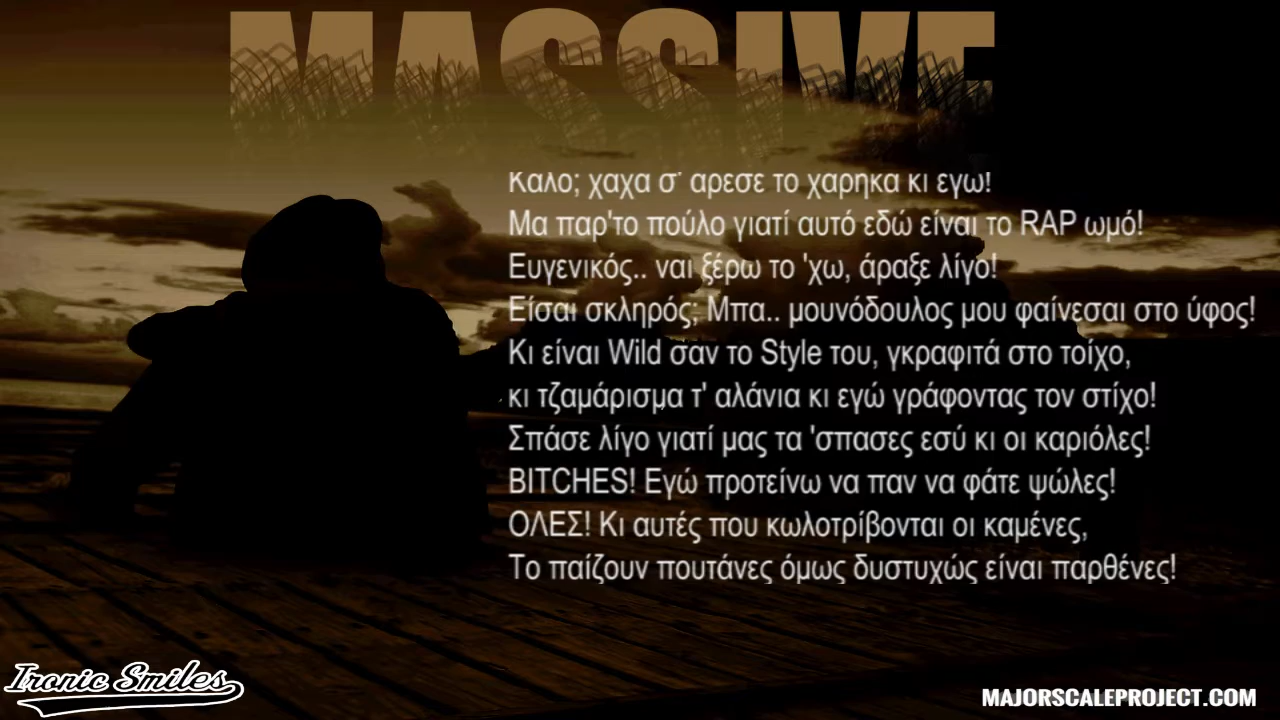 MASSIVE
Καλό; χαχα σ' άρεσε το χάρηκα κι εγώ!
Μα παρ'το πούλο γιατί αυτό εδώ είναι το RAP ωμό!
Ευγενικός.. ναι ξέρω το 'χω, άραξε λίγο!
Είσαι σκληρός; Μπα.. μουνόδουλος μου φαίνεσαι στο ύφος!
Κι είναι Wild σαν το Style του, γκραφιτά στο τοίχο,
κι τζαμάρισμα τ' αλάνια κι εγώ γράφοντας τον στίχο!
Σπάσε λίγο γιατί μας τα 'σπασες εσύ κι οι καριόλες!
BITCHES! Εγώ προτείνω να παν να φάτε ψώλες!
ΟΛΕΣ! Κι αυτές που κωλοτρίβονται οι καμένες,
Το παίζουν πουτάνες όμως δυστυχώς είναι παρθένες!
Ironic Smiles
MAJORSCALEPROJECT.COM